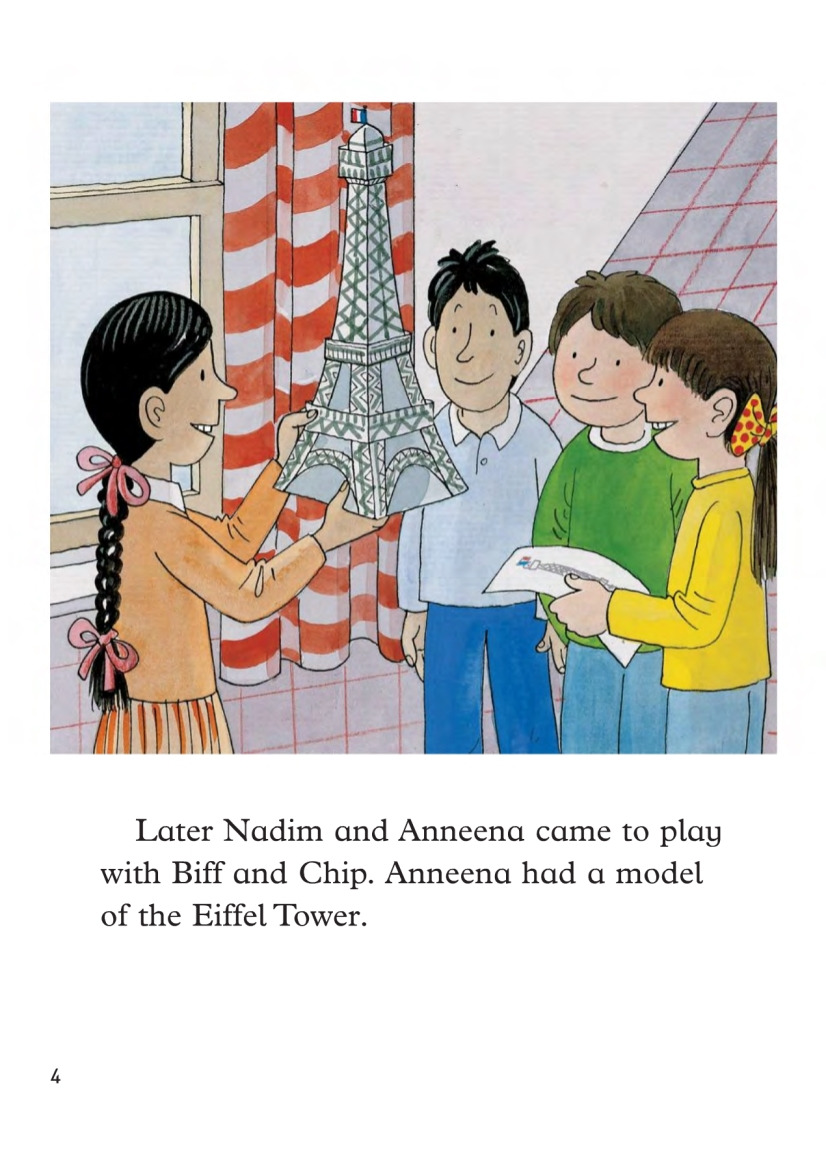 Later Nadim and Anneena came to play
with Biff and Chip. Anneena had a model
of the Eiffel Tower.
4